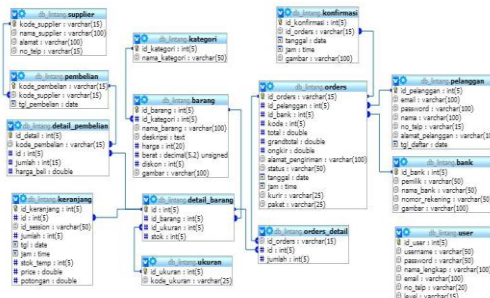 db_lintang supplier
kode_supplier : varchar(15)
nama_supplier : varchar(100)
alamat : varchar(100)
no_telp : varchar(15)
db_lintang pembelian
kode_pembelian : varchar(15)
kode_supplier : varchar(15)
tgl_pembelian : date
db_lintang detail_pembelian
id_detail : int(5)
kode_pembelian : varchar(15)
id : int(5)
jumlah : int(15)
harga_beli : double
db_lintang keranjang
id_keranjang : int(5)
id : int(5)
id_session : varchar(50)
jumlah : int(5)
tgl : date
jam : time
stok_temp : int(5)
price : double
potongan : double
db_lintang kategori
id_kategori : int(5)
nama_kategori : varchar(50)
db_lintang barang
id_barang : int(5)
id_kategori : int(5)
nama_barang : varchar(100)
deskripsi : text
harga : int(20)
berat : decimal(5,2) unsigned
diskon : int(5)
gambar : varchar(100)
db_lintang detail_barang
id : int(5)
id_barang : int(5)
id_ukuran : int(5)
stok : int(5)
db_lintang ukuran
id_ukuran : int(5)
kode_ukuran : varchar(25)
db_lintang konfirmasi
id_konfirmasi : int(5)
id_orders : varchar(15)
tanggal : date
jam : time
gambar : varchar(100)
db_lintang orders
id_orders : varchar(15)
id_pelanggan : int(5)
id_bank : int(5)
kode : int(5)
total : double
grandtotal : double
ongkir : double
alamat_pengiriman : varchar(100)
status : varchar(50)
tanggal : date
jam : time
kurir : varchar(25)
paket : varchar(25)
db_lintang orders_detail
id_orders : varchar(15)
id : int(5)
jumlah : int(5)
db_lintang pelanggan
id_pelanggan : int(5)
email : varchar(100)
password : varchar(100)
nama : varchar(100)
no_telp : varchar(15)
alamat_pelanggan : varchar(10
tgl_daftar : date
db_lintang bank
id_bank : int(5)
pemilik : varchar(50)
nama_bank : varchar(50)
nomor_rekening : varchar(50)
gambar : varchar(100)
db_lintang user
id_user : int(5)
username : varchar(50)
password : varchar(50)
nama_lengkap : varchar(100)
email : varchar(100)
no_telp : varchar(20)
level : varchar(15)